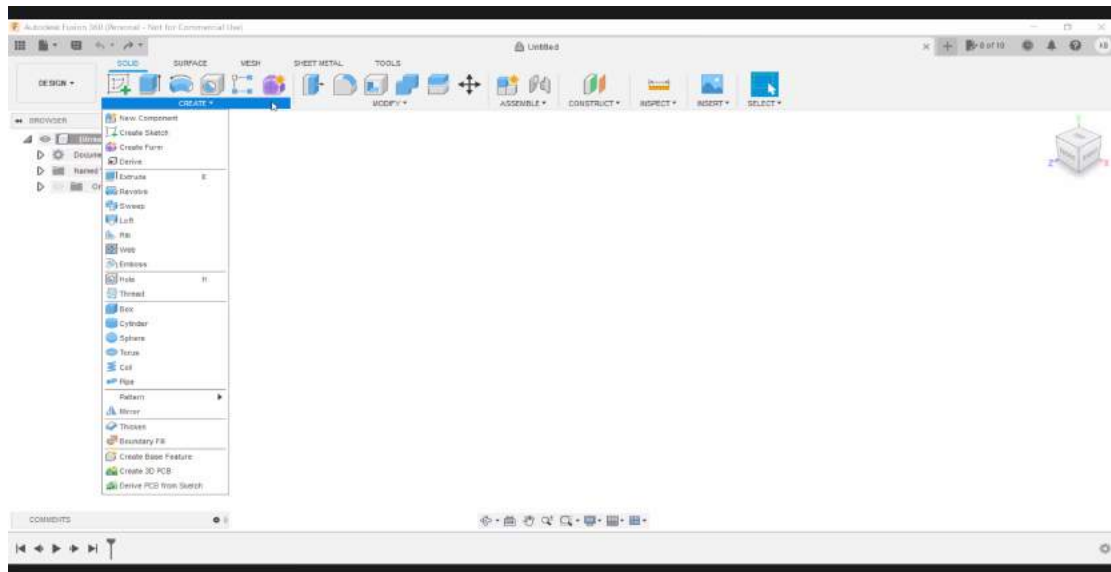 Autodesk Fusion 360 (Personal - Not for Commercial Use)
Untitled
8 of 10
SOLID SURFACE MESH SHEET METAL TOOLS
DESIGN
CREATE MODIFY ASSEMBLE CONSTRUCT INSPECT INSERT SELECT
BROWSER
New Component
Create Sketch
Create Form
Derive
Extrude E
Revolve
Sweep
Loft
Rib
Web
Emboss
Hole H
Thread
Box
Cylinder
Sphere
Torus
Coil
Pipe
Pattern
Mirror
Thicken
Boundary Fill
Create Base Feature
Create 3D PCB
Derive PCB from Sketch
COMMENTS